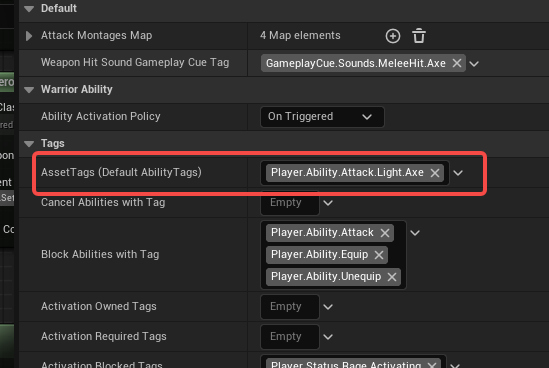 Default
Attack Montages Map 4 Map elements
Weapon Hit Sound Gameplay Cue Tag GameplayCue.Sounds.MeleeHit.Axe
Warrior Ability
Ability Activation Policy On Triggered
Tags
AssetTags (Default AbilityTags) Player.Ability.Attack.Light.Axe
Cancel Abilities with Tag Empty
Player.Ability.Attack
Block Abilities with Tag Player.Ability.Equip
Player.Ability.Unequip
Activation Owned Tags Empty
Activation Required Tags Empty
Activation Blocked Tags Player.Status.Rage.Activating